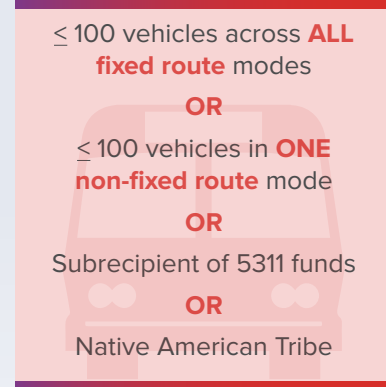 ≤ 100 vehicles across ALL
fixed route modes
OR
≤ 100 vehicles in ONE
non-fixed route mode
OR
Subrecipient of 5311 funds
OR
Native American Tribe